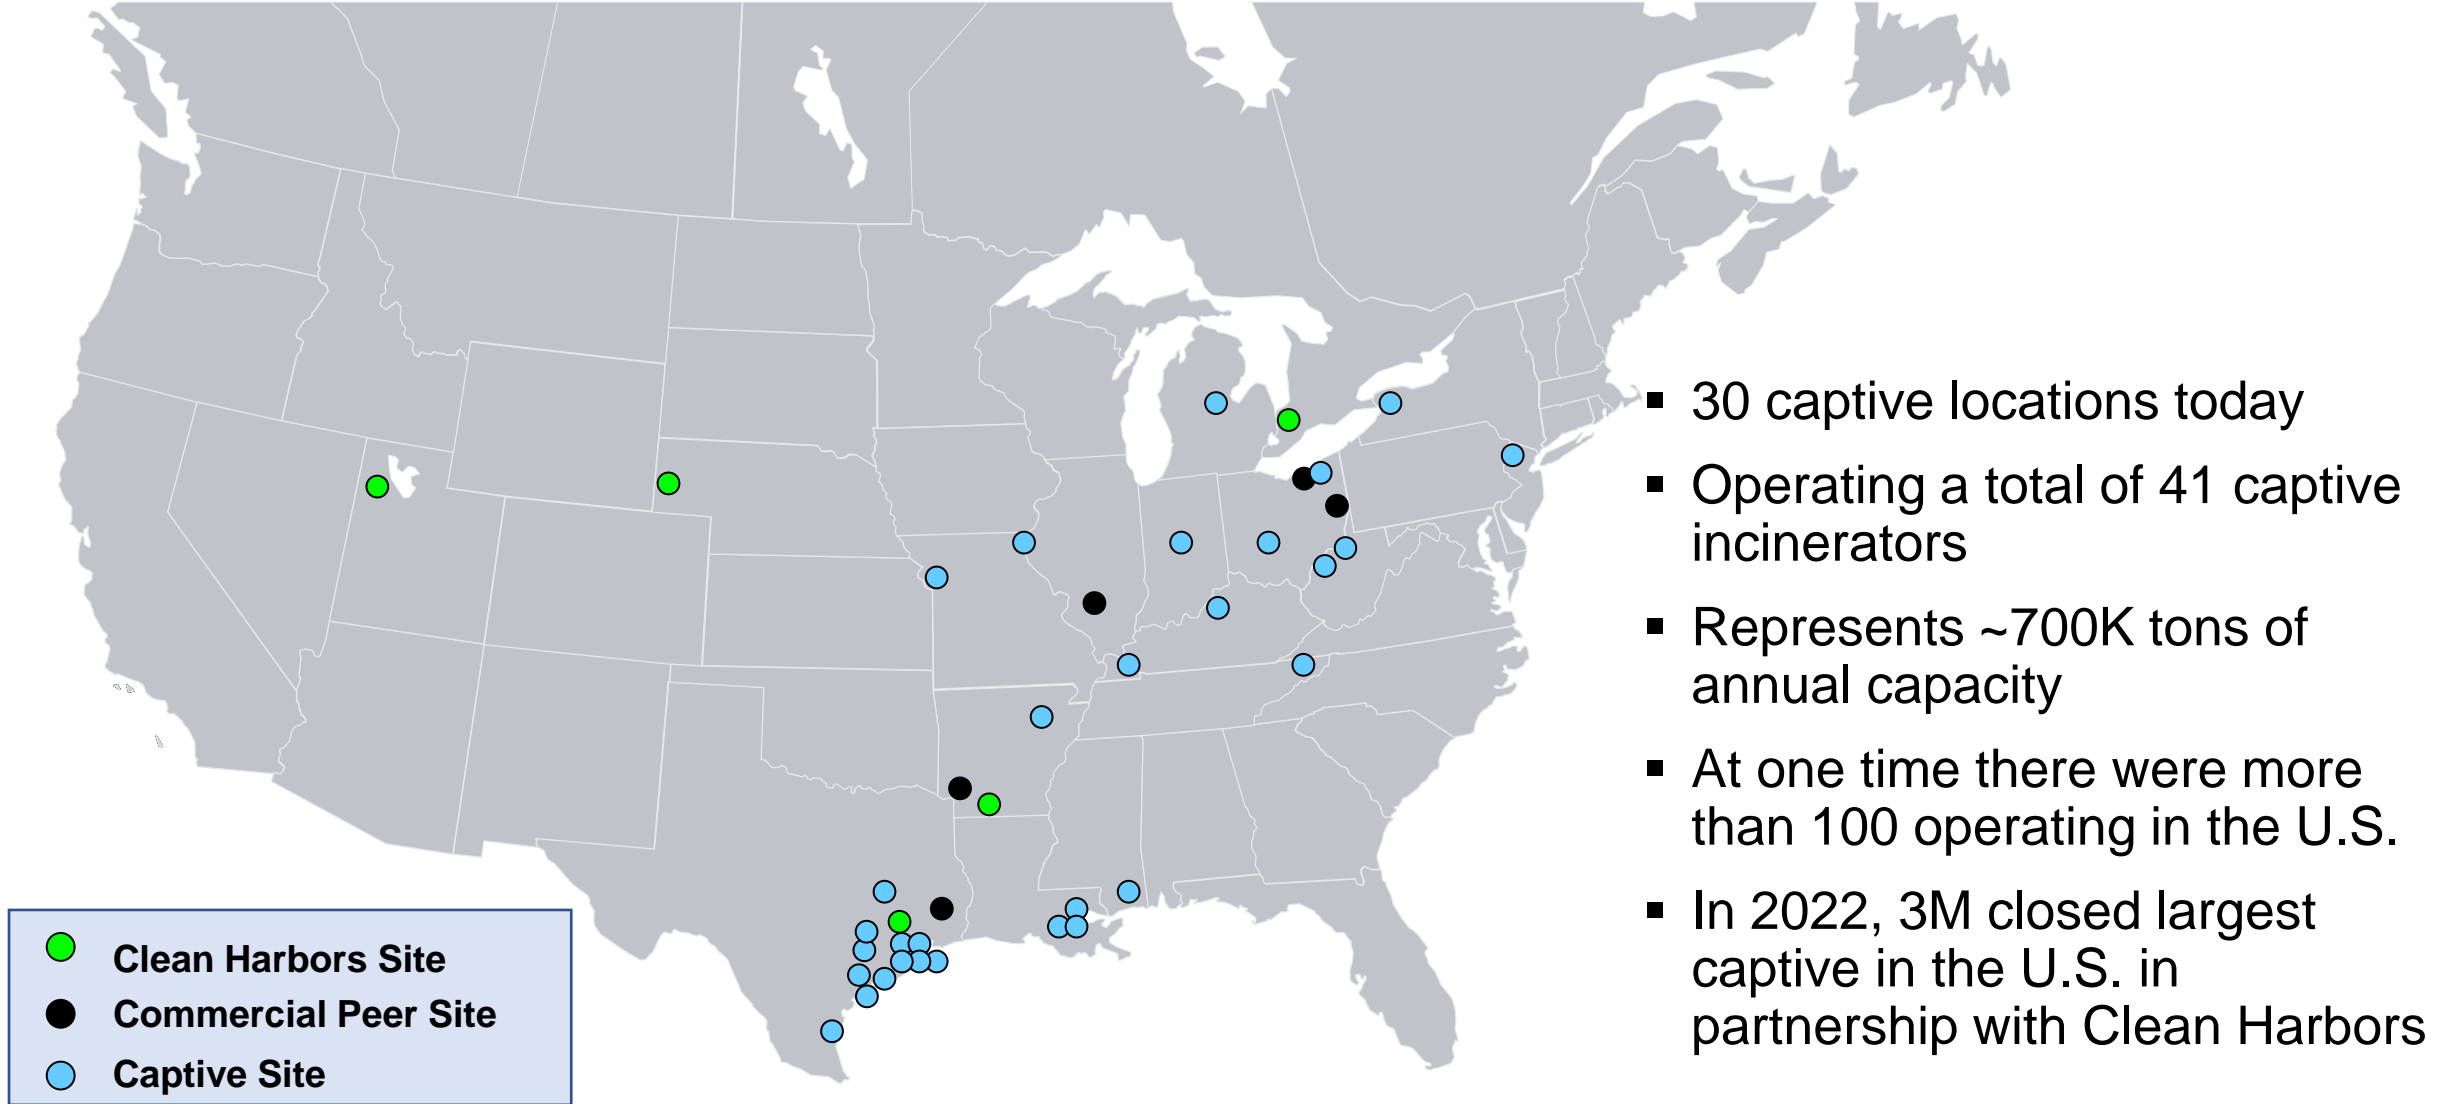 ▪ 30 captive locations today
▪ Operating a total of 41 captive
incinerators
▪ Represents ~700K tons of
annual capacity
▪ At one time there were more
than 100 operating in the U.S.
▪ In 2022, 3M closed largest
captive in the U.S. in
partnership with Clean Harbors
Clean Harbors Site
Commercial Peer Site
Captive Site